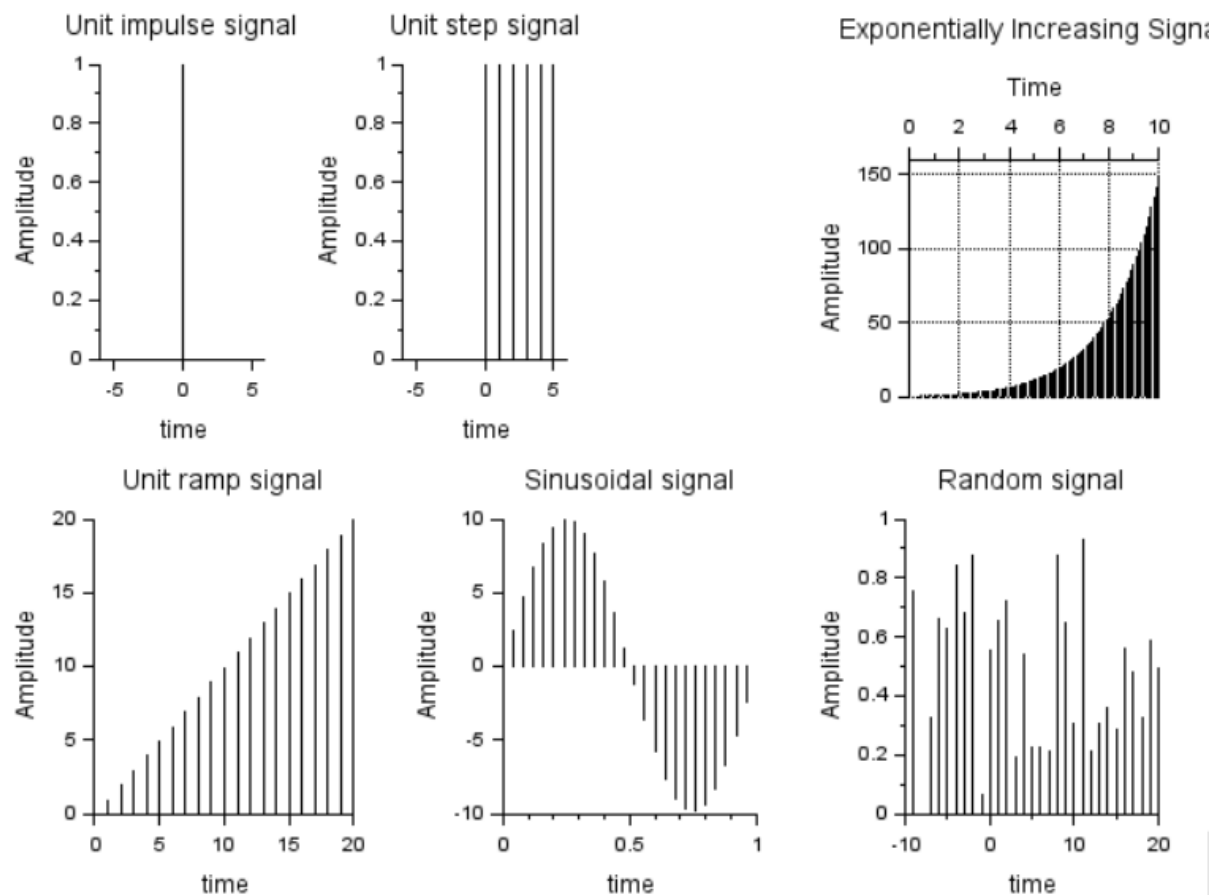 Unit impulse signal
1
0.8
0.6
0.4
0.2
0
Amplitude
-5 0 5
time
Unit step signal
1
0.8
0.6
0.4
0.2
0
Amplitude
-5 0 5
time
Exponentially Increasing Signa
Time
0 2 4 6 8 10
150
100
50
0
Amplitude
Unit ramp signal
20
15
10
5
0
Amplitude
0 5 10 15 20
time
Sinusoidal signal
10
5
0
-5
-10
Amplitude
0 0.5 1
time
Random signal
1
0.8
0.6
0.4
0.2
0
Amplitude
-10 0 10 20
time